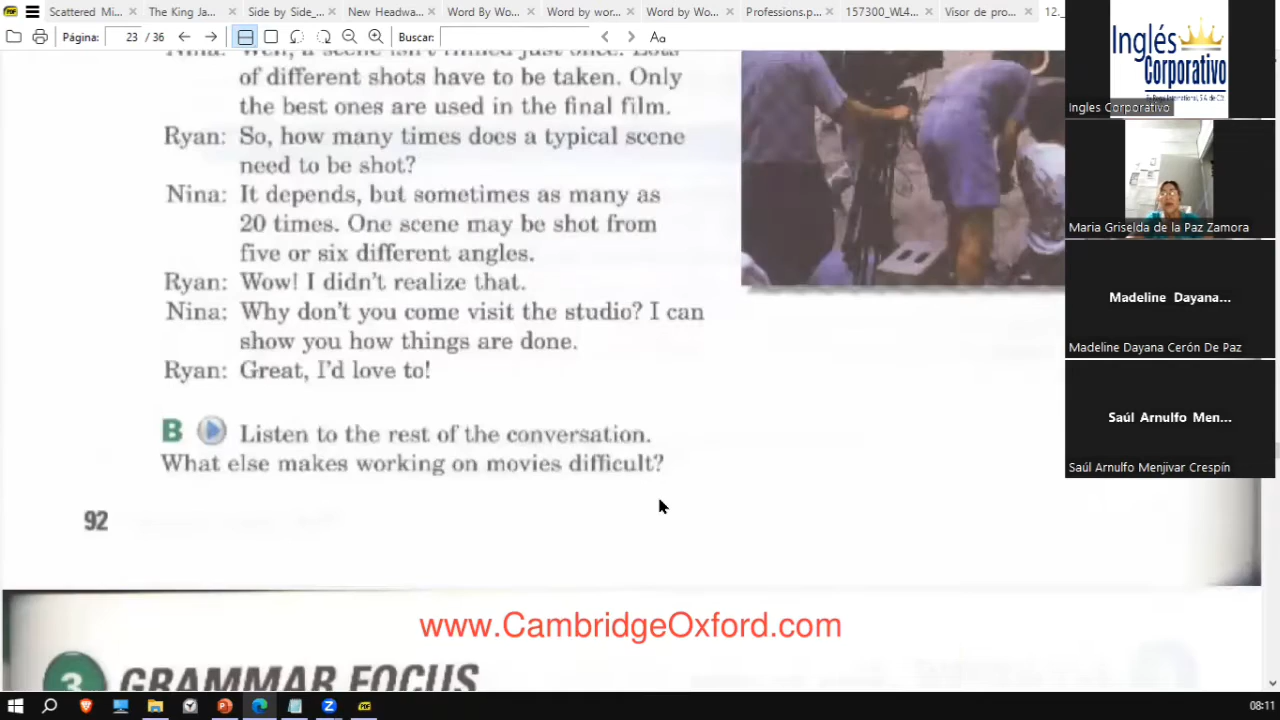 Scattered Mi...
The King Ja...
Side by Side_...
New Headwa...
Word By Wo...
Word by wor...
Word by Wo...
Professions.p...
157300_WL4...
Visor de pro...
12._
Página:
23 / 36
Buscar:
Aa
of different shots have to be taken. Only
the best ones are used in the final film.
Ryan: So, how many times does a typical scene
need to be shot?
Nina: It depends, but sometimes as many as
20 times. One scene may be shot from
five or six different angles.
Ryan: Wow! I didn't realize that.
Nina: Why don't you come visit the studio? I can
show you how things are done.
Ryan: Great, I'd love to!
B Listen to the rest of the conversation.
What else makes working on movies difficult?
92
www.CambridgeOxford.com
3 GRAMMAR FOCUS
Inglés
Corporativo
Ingles Corporativo
Maria Griselda de la Paz Zamora
Madeline Dayana...
Madeline Dayana Cerón De Paz
Saúl Arnulfo Men...
Saúl Arnulfo Menjivar Crespín
08:11